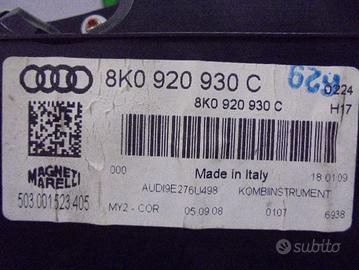 8K0 920 930 C
R29
0224
8K0 920 930 C
H17
000
Made in Italy
18.01.09
MAGNETI
MARELLI
AUDI9E276U498
KOMBIINSTRUMENT
503.001.523.405
MY2 - COR
05.09.08
0107
6938
subito